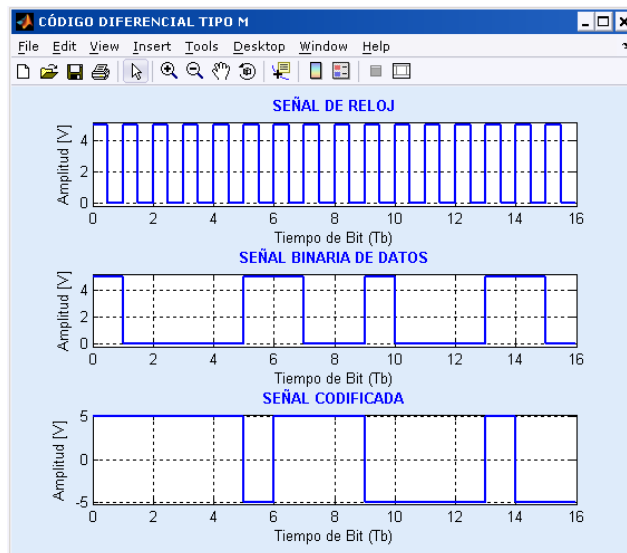 CÓDIGO DIFERENCIAL TIPO M
File Edit View Insert Tools Desktop Window Help
SEÑAL DE RELOJ
Amplitud [V]
4
2
0
0 2 4 6 8 10 12 14 16
Tiempo de Bit (Tb)
SEÑAL BINARIA DE DATOS
Amplitud [V]
4
2
0
0 2 4 6 8 10 12 14 16
Tiempo de Bit (Tb)
SEÑAL CODIFICADA
Amplitud [V]
5
0
-5
0 2 4 6 8 10 12 14 16
Tiempo de Bit (Tb)